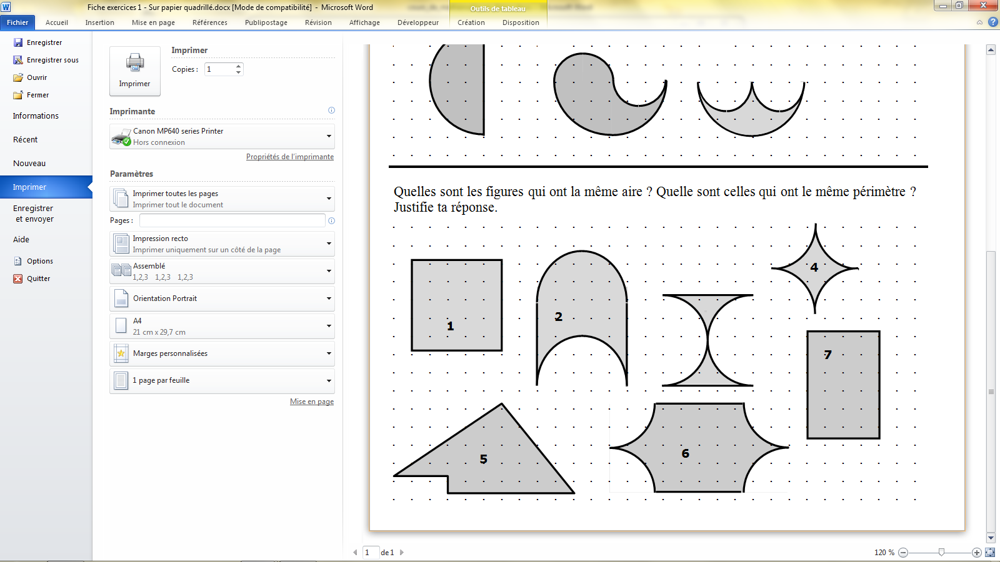 Fiche exercices 1 - Sur papier quadrillé.docx [Mode de compatibilité] - Microsoft Word
Outils de tableau
Fichier Accueil Insertion Mise en page Références Publipostage Révision Affichage Développeur Création Disposition
Enregistrer
Enregistrer sous
Ouvrir
Fermer
Informations
Récent
Nouveau
Imprimer
Enregistrer
et envoyer
Aide
Options
Quitter
Imprimer
Imprimer
Copies : 1
Imprimante
Canon MP640 series Printer
Hors connexion
Propriétés de l'imprimante
Paramètres
Imprimer toutes les pages
Imprimer tout le document
Pages :
Impression recto
Imprimer uniquement sur un côté de la page
Assemblé
1,2,3 1,2,3 1,2,3
Orientation Portrait
A4
21 cm x 29,7 cm
Marges personnalisées
1 page par feuille
Mise en page
Quelles sont les figures qui ont la même aire ? Quelle sont celles qui ont le même périmètre ?
Justifie ta réponse.
1
2
4
7
5
6
1 de 1
120 %